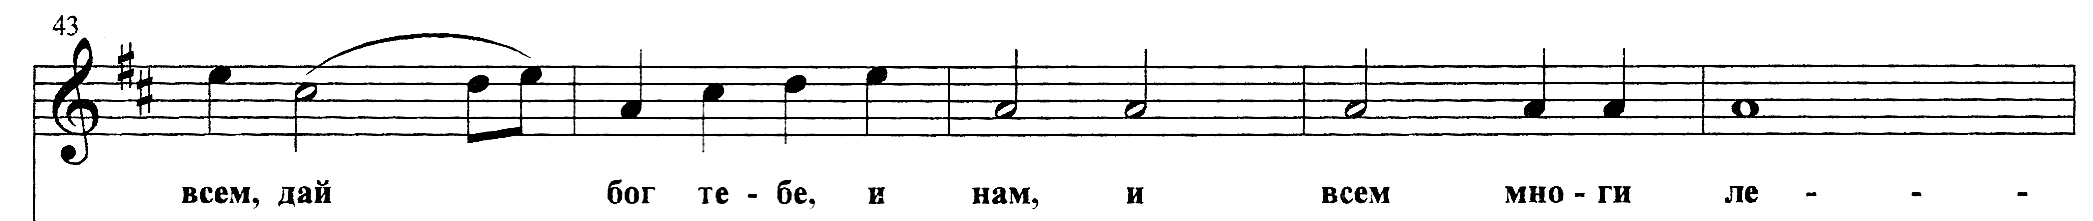 43
всем, дай бог те - бе, и нам, и всем мно - ги ле - - -